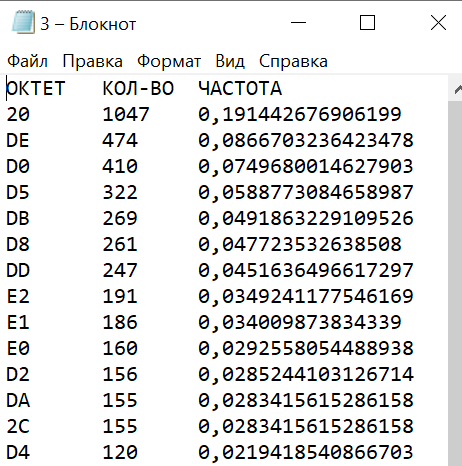 3 – Блокнот
Файл Правка Формат Вид Справка
ОКТЕТ КОЛ-ВО ЧАСТОТА
20 1047 0,191442676906199
DE 474 0,0866703236423478
D0 410 0,0749680014627903
D5 322 0,0588773084658987
DB 269 0,0491863229109526
D8 261 0,047723532638508
DD 247 0,0451636496617297
E2 191 0,0349241177546169
E1 186 0,034009873834339
E0 160 0,0292558054488938
D2 156 0,0285244103126714
DA 155 0,0283415615286158
2C 155 0,0283415615286158
D4 120 0,0219418540866703